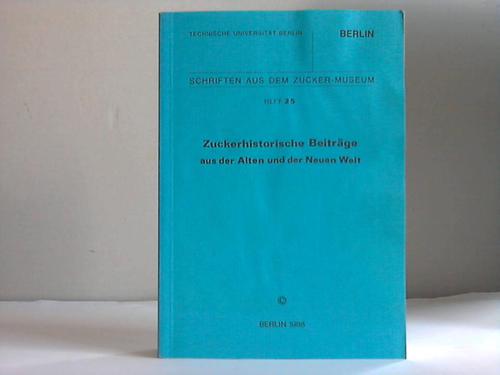 TECHNISCHE UNIVERSITÄT BERLIN
BERLIN
SCHRIFTEN AUS DEM ZUCKER-MUSEUM
HEFT 25
Zuckerhistorische Beiträge
aus der Alten und der Neuen Welt
©
BERLIN